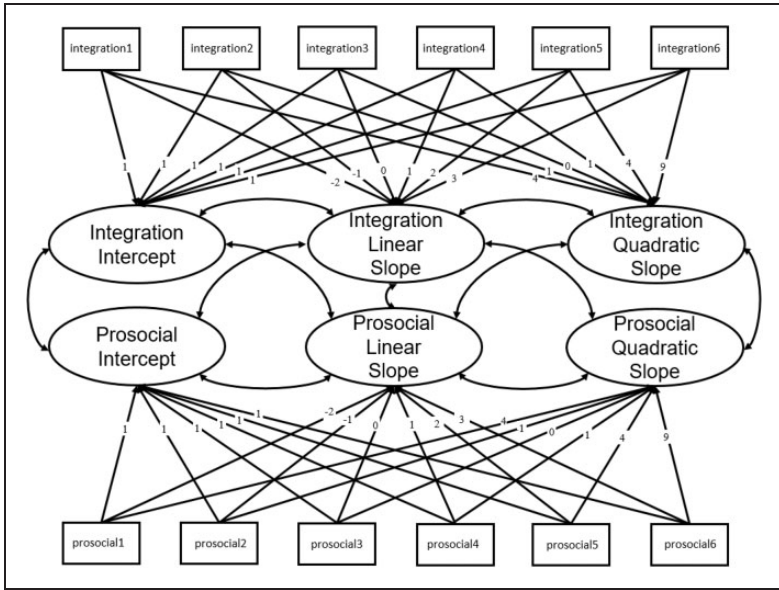 integration1 integration2 integration3 integration4 integration5 integration6
1 1 1 1 1 1 -2 -1 0 1 2 3 4 1 0 1 4 9
Integration
Intercept
Integration
Linear
Slope
Integration
Quadratic
Slope
Prosocial
Intercept
Prosocial
Linear
Slope
Prosocial
Quadratic
Slope
1 1 1 1 1 1 -2 -1 0 1 2 3 4 1 0 1 4 9
prosocial1 prosocial2 prosocial3 prosocial4 prosocial5 prosocial6